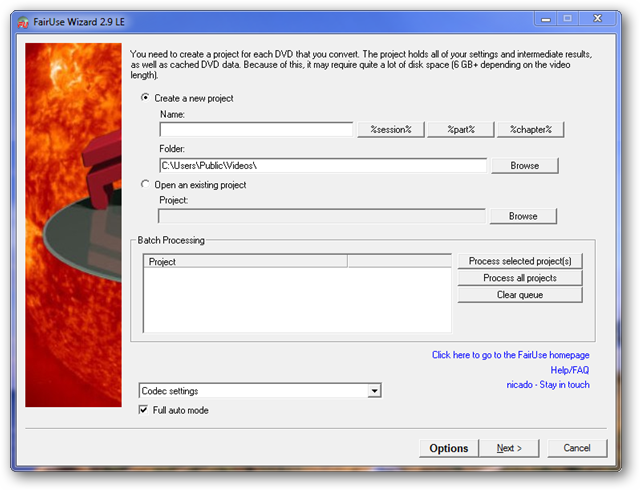 FairUse Wizard 2.9 LE
You need to create a project for each DVD that you convert. The project holds all of your settings and intermediate results,
as well as cached DVD data. Because of this, it may require quite a lot of disk space (6 GB+ depending on the video
length).
Create a new project
Name:
%session% %part% %chapter%
Folder:
C:\Users\Public\Videos\ Browse
Open an existing project
Project:
Browse
Batch Processing
Project
Process selected project(s)
Process all projects
Clear queue
Click here to go to the FairUse homepage
Help/FAQ
nicado - Stay in touch
Codec settings
Full auto mode
Options Next > Cancel